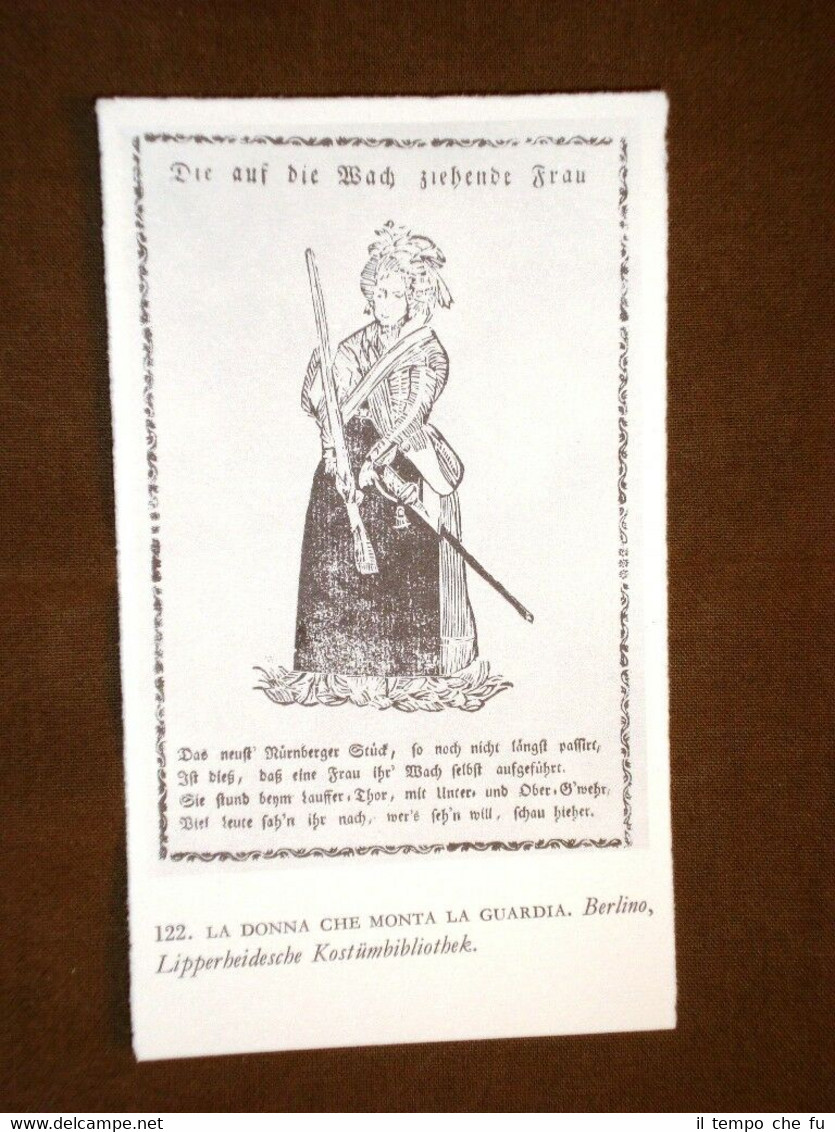 Die auf die Wach ziehende Frau
Das neust' Nürnberger Stück, so noch nicht längst passirt,
Ist dieß, daß eine Frau ihr' Wach selbst aufgeführt.
Sie stund beym Lauffer-Thor, mit Unter- und Ober-G'wehr,
Viel Leute sah'n ihr nach, wer's seh'n will, schau hieher.
122. LA DONNA CHE MONTA LA GUARDIA. Berlino,
Lipperheidesche Kostümbibliothek.
il tempo che fu